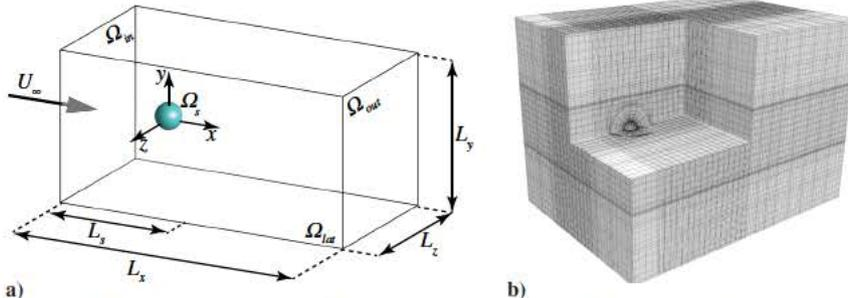 Ω_in
U_∞
y
Ω_s
Ω_out
x
z
L_y
L_s
Ω_lat
L_z
L_x
a)
b)